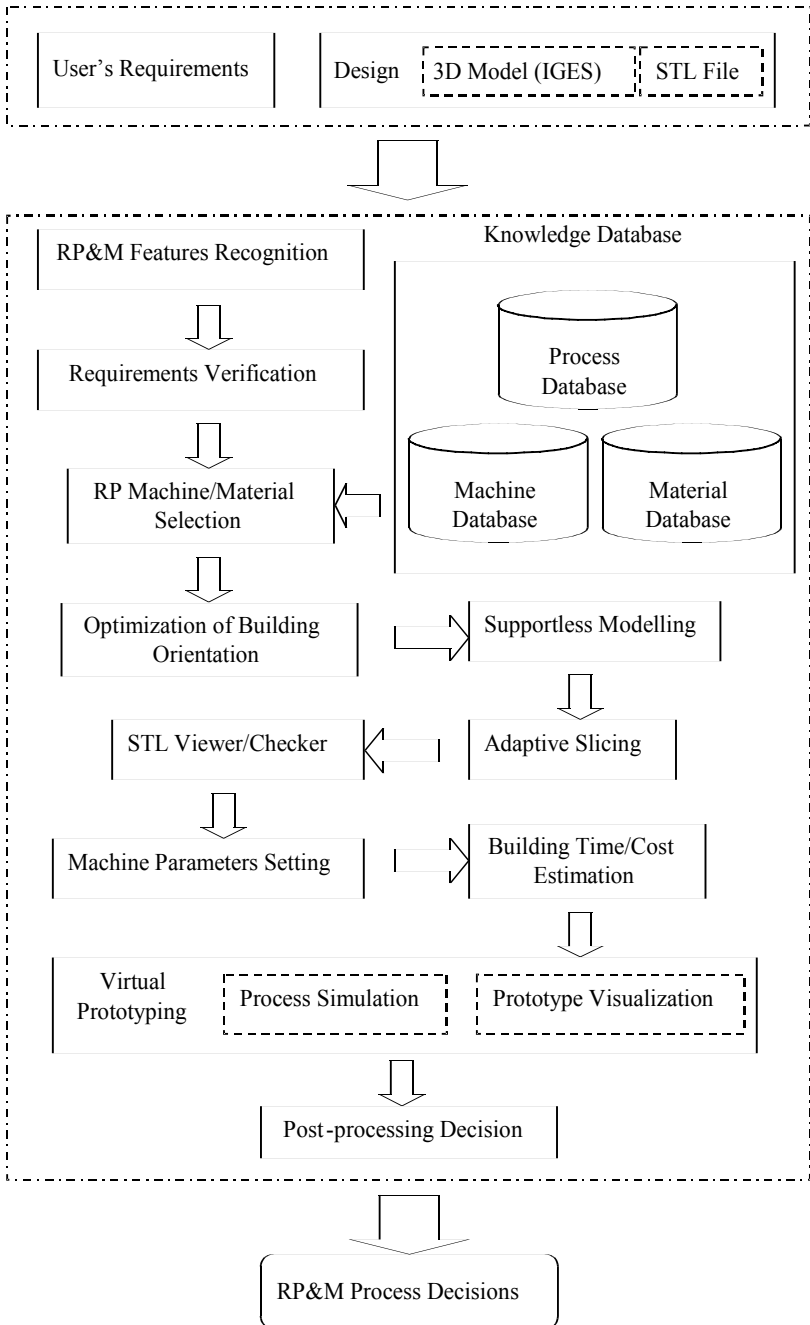 User's Requirements
Design
3D Model (IGES)
STL File
RP&M Features Recognition
Knowledge Database
Process
Database
Requirements Verification
Machine
Database
Material
Database
RP Machine/Material
Selection
Optimization of Building
Orientation
Supportless Modelling
Adaptive Slicing
STL Viewer/Checker
Machine Parameters Setting
Building Time/Cost
Estimation
Virtual
Prototyping
Process Simulation
Prototype Visualization
Post-processing Decision
RP&M Process Decisions